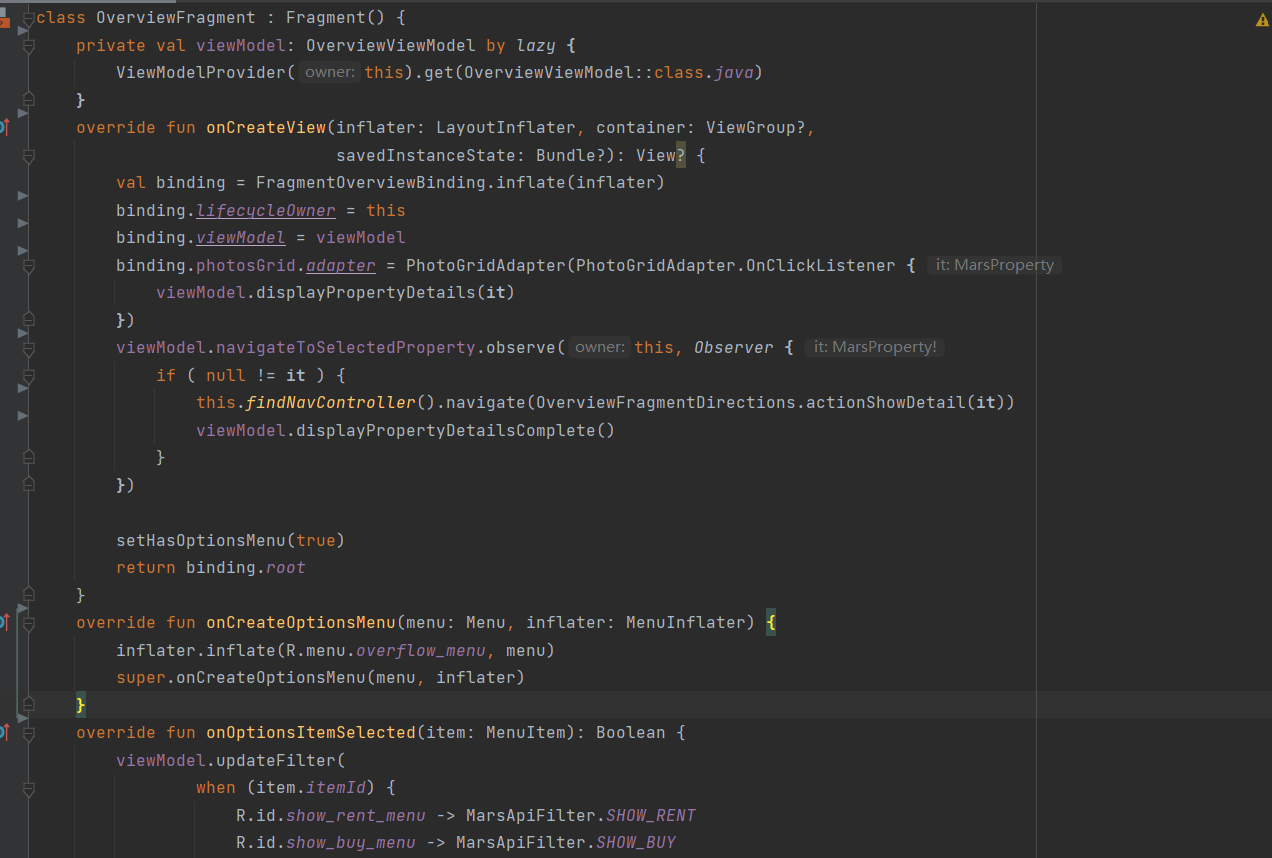 class OverviewFragment : Fragment() {
    private val viewModel: OverviewViewModel by lazy {
        ViewModelProvider( owner: this).get(OverviewViewModel::class.java)
    }
    override fun onCreateView(inflater: LayoutInflater, container: ViewGroup?,
                              savedInstanceState: Bundle?): View? {
        val binding = FragmentOverviewBinding.inflate(inflater)
        binding.lifecycleOwner = this
        binding.viewModel = viewModel
        binding.photosGrid.adapter = PhotoGridAdapter(PhotoGridAdapter.OnClickListener { it: MarsProperty
            viewModel.displayPropertyDetails(it)
        })
        viewModel.navigateToSelectedProperty.observe( owner: this, Observer { it: MarsProperty!
            if ( null != it ) {
                this.findNavController().navigate(OverviewFragmentDirections.actionShowDetail(it))
                viewModel.displayPropertyDetailsComplete()
            }
        })

        setHasOptionsMenu(true)
        return binding.root
    }
    override fun onCreateOptionsMenu(menu: Menu, inflater: MenuInflater) {
        inflater.inflate(R.menu.overflow_menu, menu)
        super.onCreateOptionsMenu(menu, inflater)
    }
    override fun onOptionsItemSelected(item: MenuItem): Boolean {
        viewModel.updateFilter(
                when (item.itemId) {
                    R.id.show_rent_menu -> MarsApiFilter.SHOW_RENT
                    R.id.show_buy_menu -> MarsApiFilter.SHOW_BUY